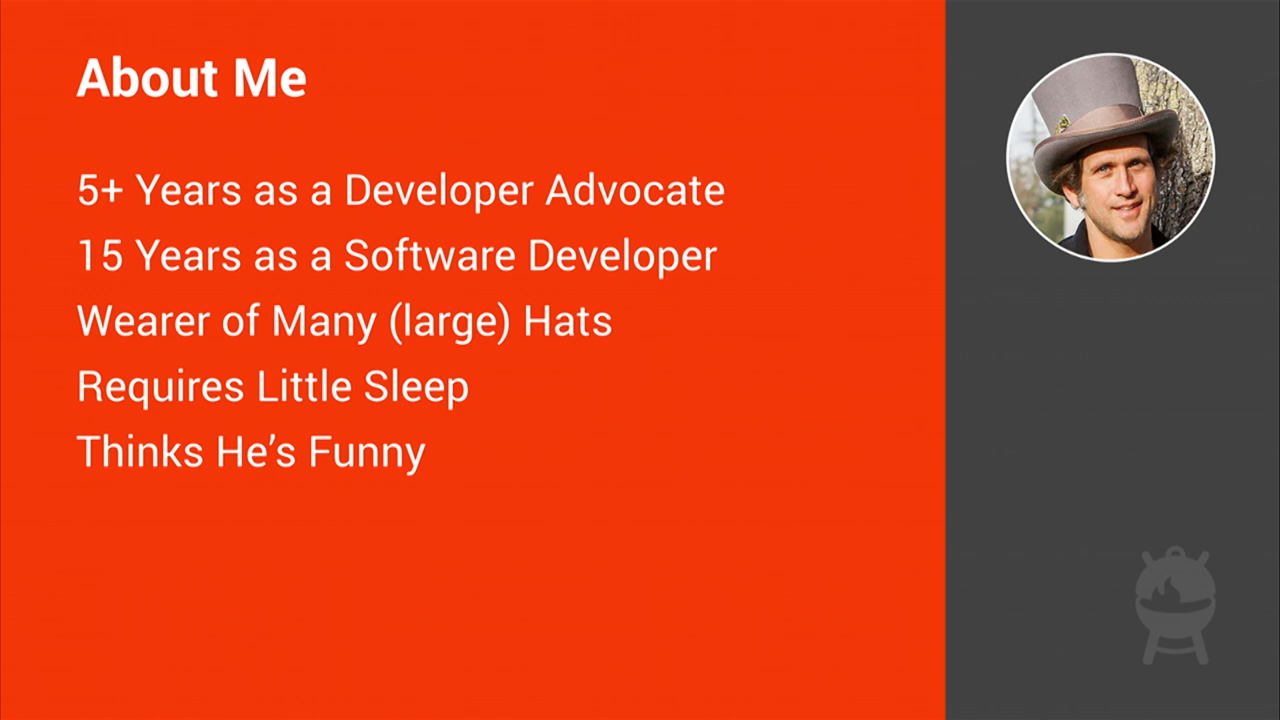 About Me
5+ Years as a Developer Advocate
15 Years as a Software Developer
Wearer of Many (large) Hats
Requires Little Sleep
Thinks He’s Funny